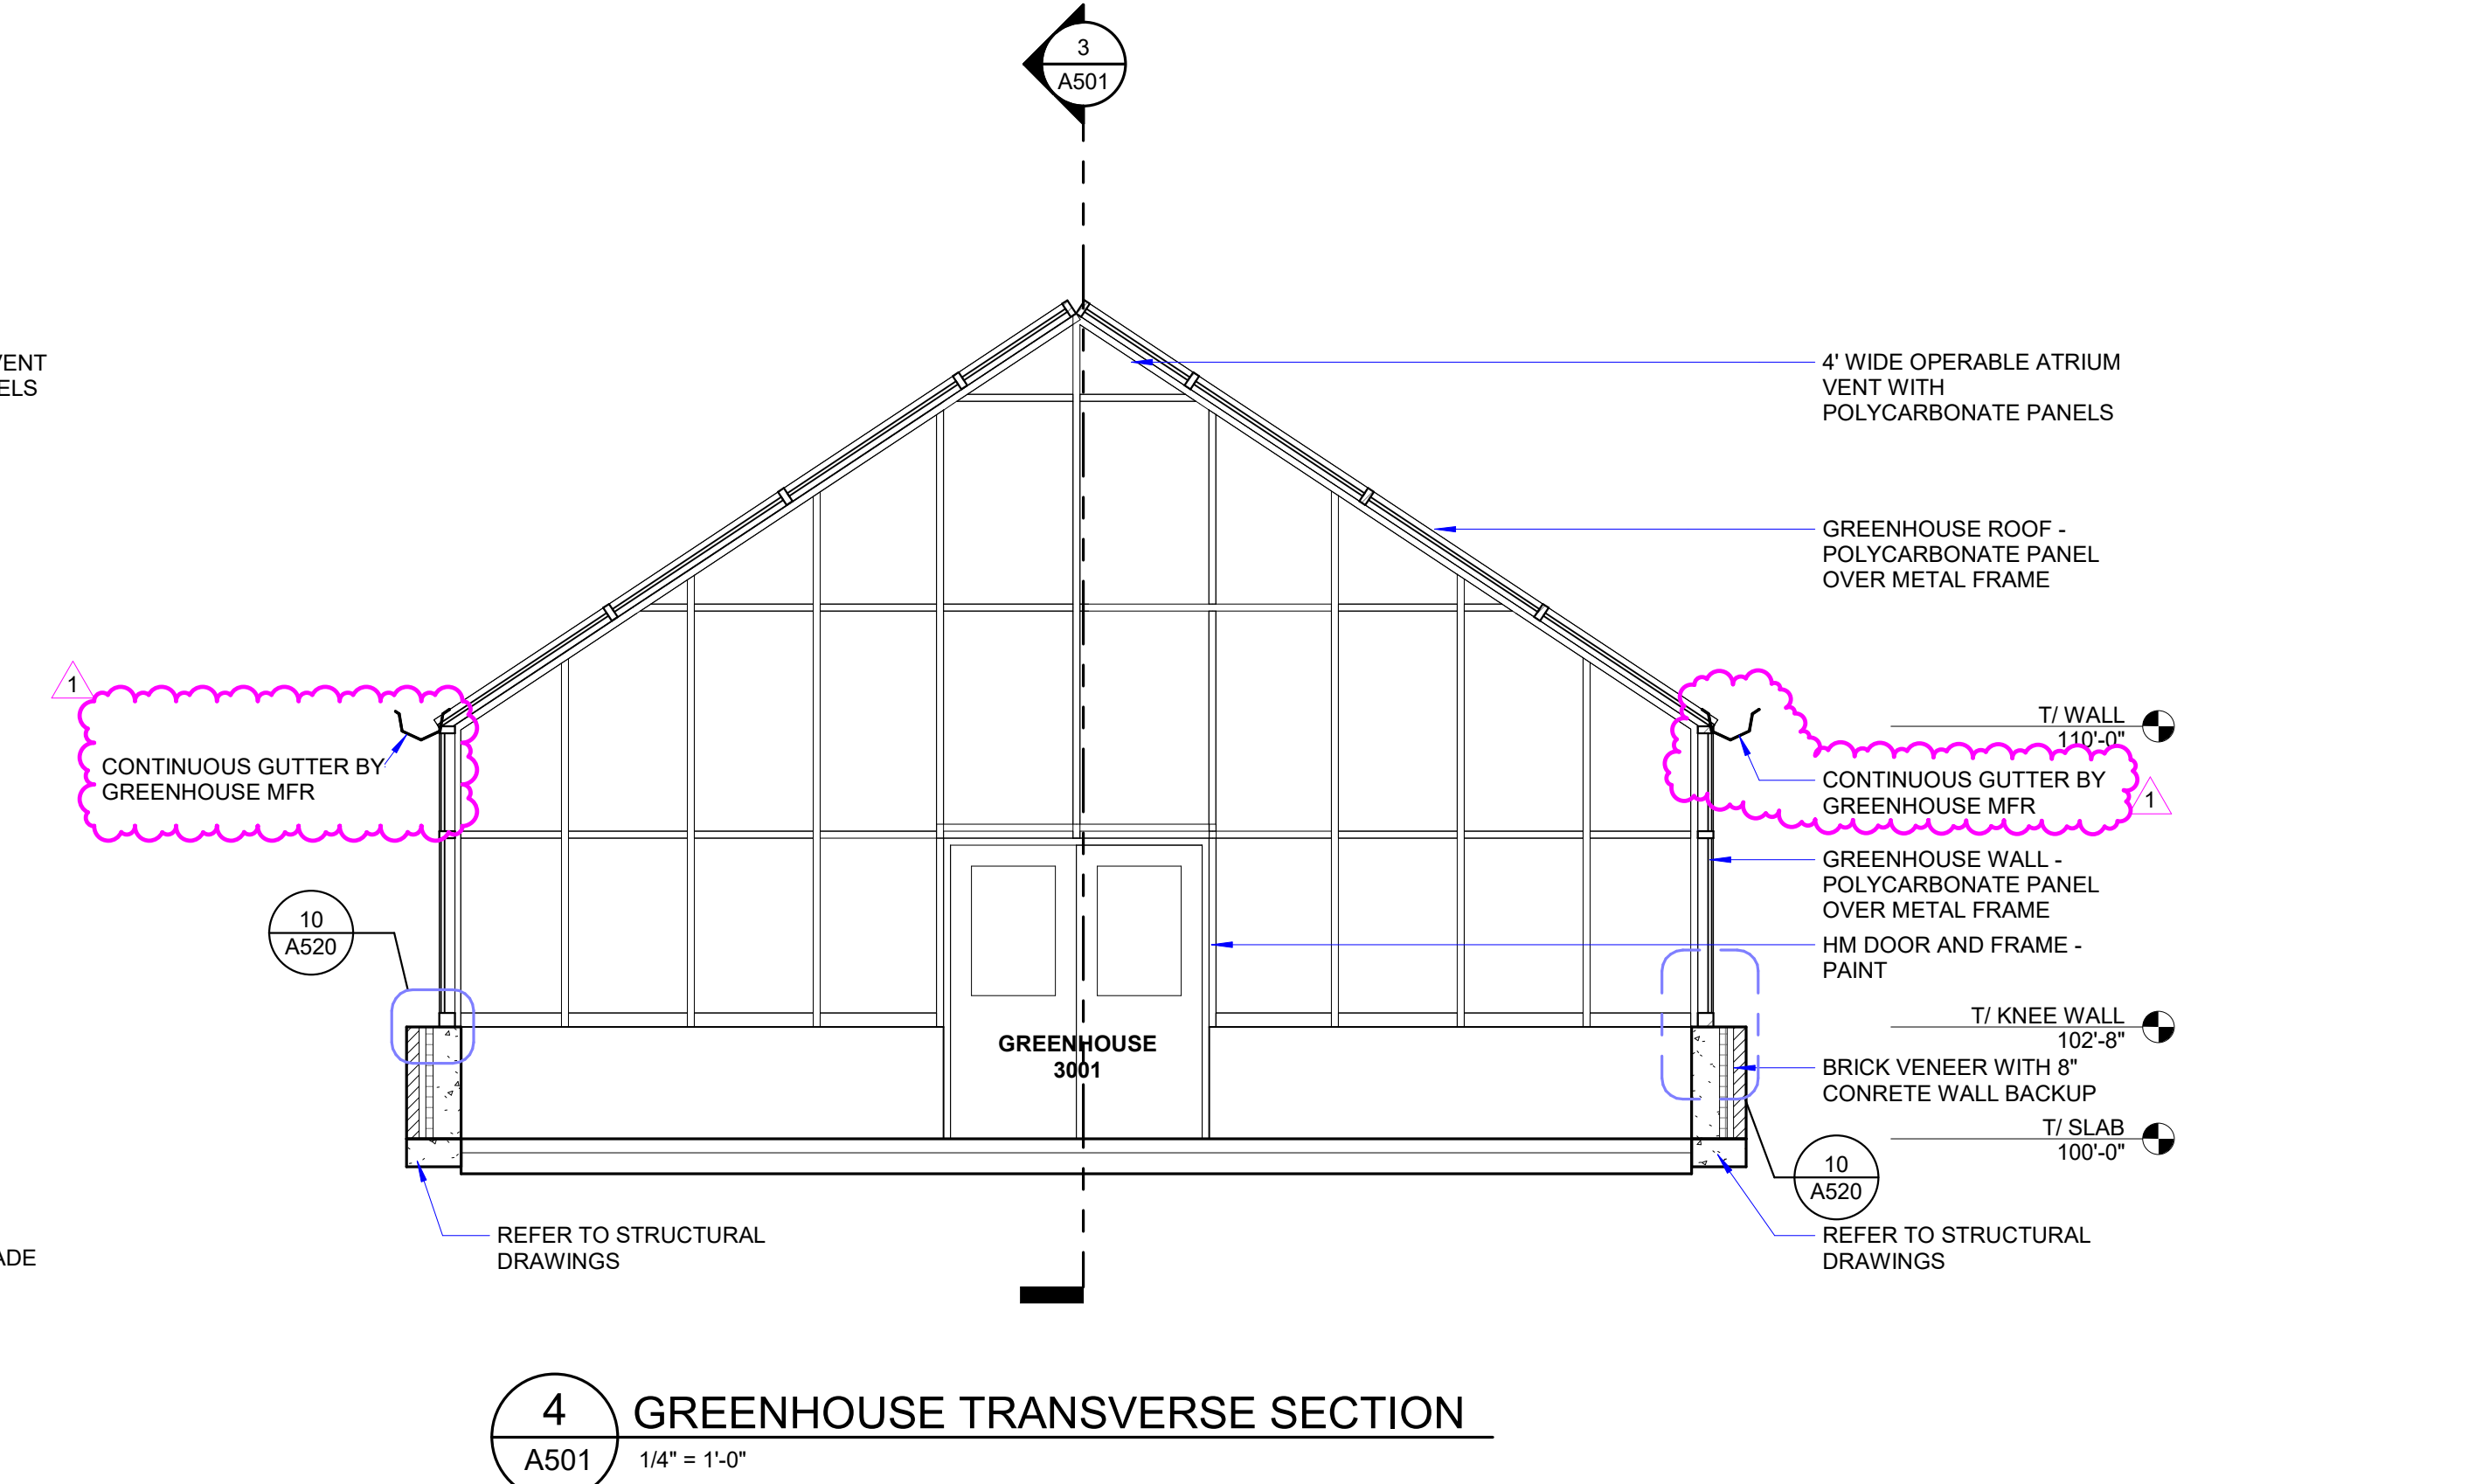 3
A501
VENT
ELS
4' WIDE OPERABLE ATRIUM
VENT WITH
POLYCARBONATE PANELS
GREENHOUSE ROOF -
POLYCARBONATE PANEL
OVER METAL FRAME
1
CONTINUOUS GUTTER BY
GREENHOUSE MFR
T/ WALL
110'-0"
CONTINUOUS GUTTER BY
GREENHOUSE MFR
1
GREENHOUSE WALL -
POLYCARBONATE PANEL
OVER METAL FRAME
10
A520
HM DOOR AND FRAME -
PAINT
GREENHOUSE
3001
T/ KNEE WALL
102'-8"
BRICK VENEER WITH 8"
CONRETE WALL BACKUP
T/ SLAB
100'-0"
10
A520
ADE
REFER TO STRUCTURAL
DRAWINGS
REFER TO STRUCTURAL
DRAWINGS
4
A501
GREENHOUSE TRANSVERSE SECTION
1/4" = 1'-0"